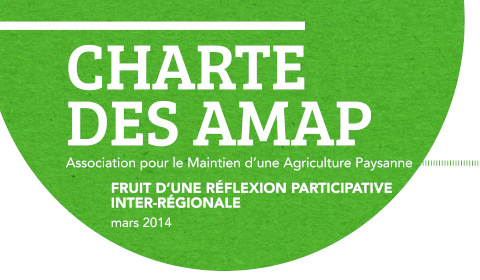 CHARTE
DES AMAP
Association pour le Maintien d'une Agriculture Paysanne
FRUIT D'UNE RÉFLEXION PARTICIPATIVE
INTER-RÉGIONALE
mars 2014